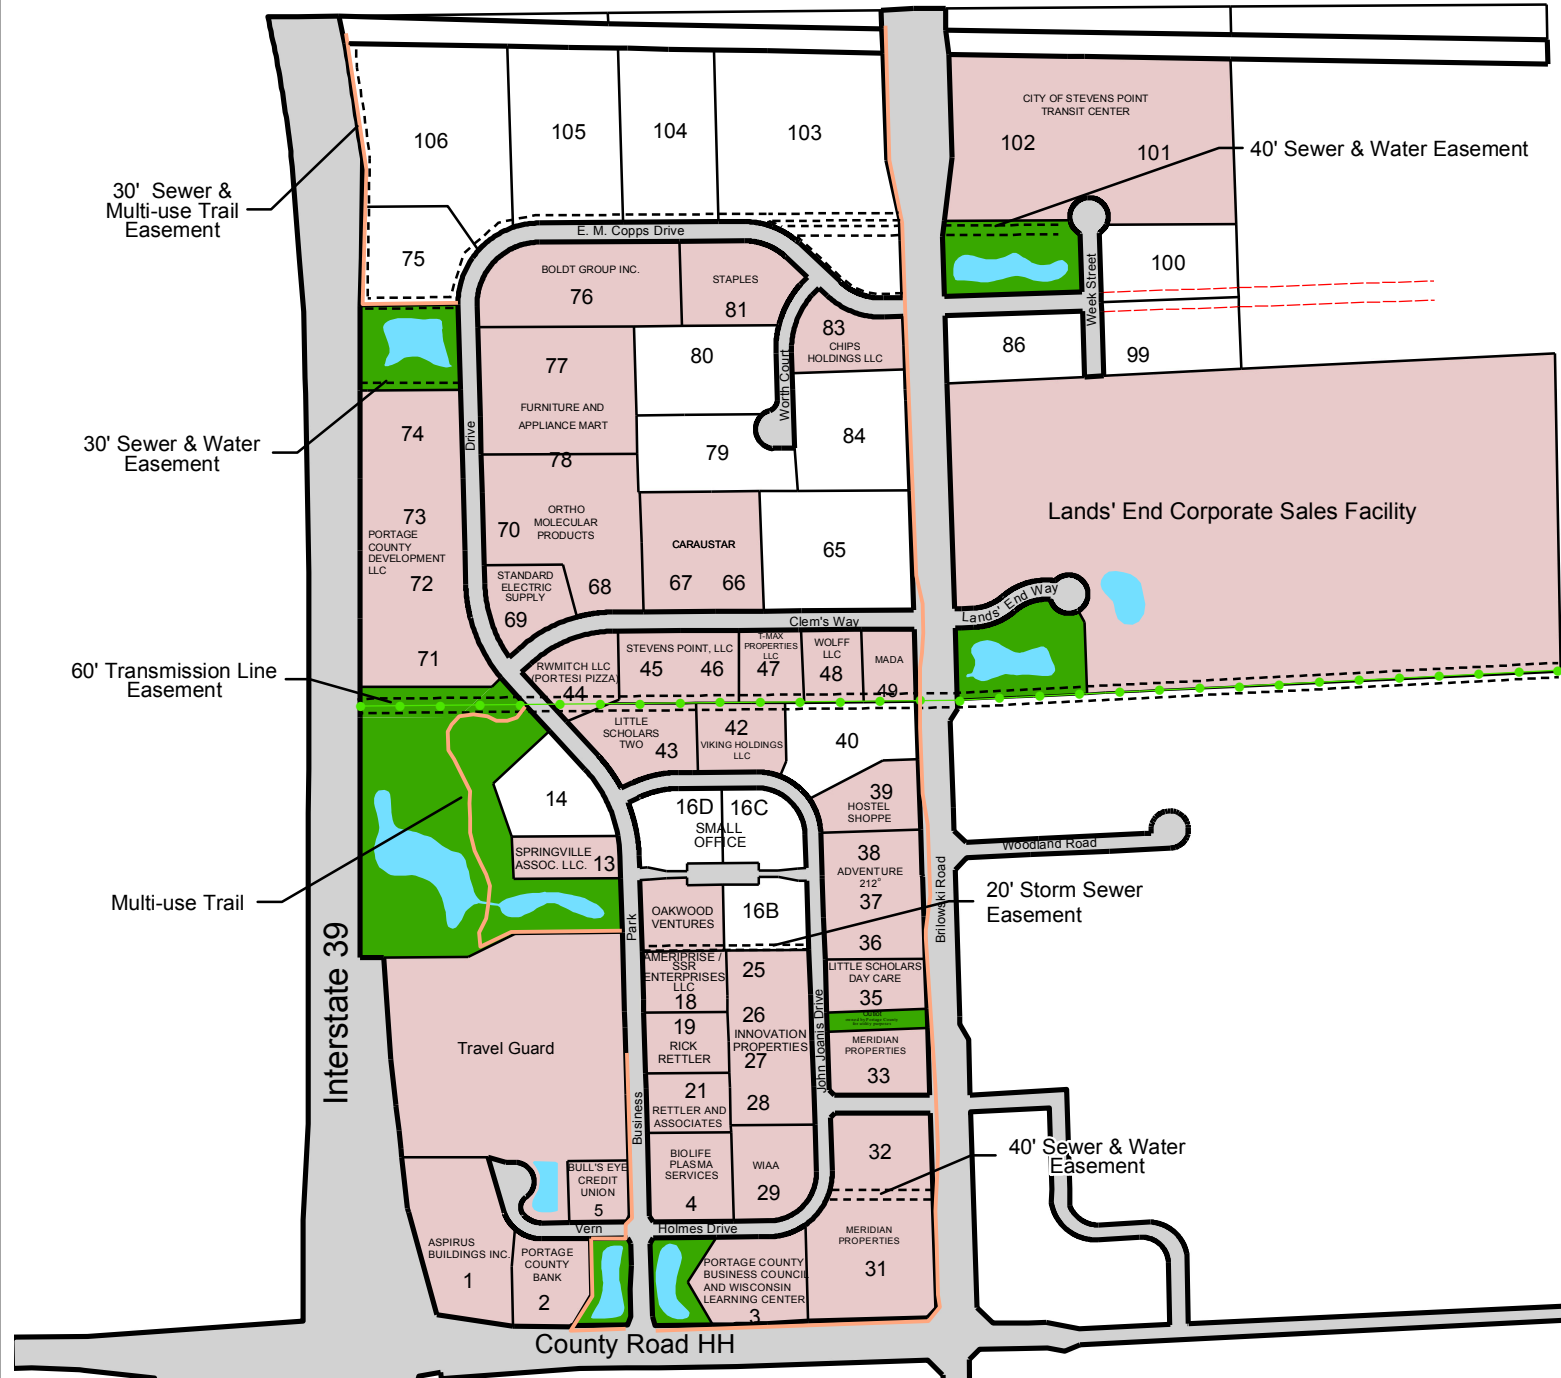 CITY OF STEVENS POINT
TRANSIT CENTER
102
101
106
105
104
103
40' Sewer & Water Easement
30' Sewer &
Multi-use Trail
Easement
E. M. Copps Drive
75
BOLDT GROUP INC.
76
STAPLES
81
100
Week Street
83
CHIPS
HOLDINGS LLC
86
99
77
80
Worth Court
FURNITURE AND
APPLIANCE MART
74
Drive
84
79
30' Sewer & Water
Easement
78
73
PORTAGE
COUNTY
DEVELOPMENT
LLC
72
70
ORTHO
MOLECULAR
PRODUCTS
CARAUSTAR
67
66
65
Lands' End Corporate Sales Facility
STANDARD
ELECTRIC
SUPPLY
69
68
Lands' End Way
Clem's Way
71
60' Transmission Line
Easement
RWMITCH LLC
(PORTESI PIZZA)
44
STEVENS POINT, LLC
45
46
T-MAX
PROPERTIES
LLC
47
WOLFF
LLC
48
MADA
49
LITTLE
SCHOLARS
TWO
43
42
VIKING HOLDINGS
LLC
40
14
39
HOSTEL
SHOPPE
16D
16C
SMALL
OFFICE
Woodland Road
SPRINGVILLE
ASSOC. LLC.
13
38
ADVENTURE
212°
37
36
Brilowski Road
20' Storm Sewer
Easement
Multi-use Trail
OAKWOOD
VENTURES
16B
Park
Interstate 39
AMERIPRISE /
SSR
ENTERPRISES
LLC
18
25
LITTLE SCHOLARS
DAY CARE
35
Outlot
19
RICK
RETTLER
26
INNOVATION
PROPERTIES
27
John Joanis Drive
MERIDIAN
PROPERTIES
33
Travel Guard
21
RETTLER AND
ASSOCIATES
28
Business
32
40' Sewer & Water
Easement
BIOLIFE
PLASMA
SERVICES
4
WIAA
29
BULL'S EYE
CREDIT
UNION
5
Vern
Holmes Drive
MERIDIAN
PROPERTIES
31
ASPIRUS
BUILDINGS INC.
1
PORTAGE
COUNTY
BANK
2
PORTAGE COUNTY
BUSINESS COUNCIL
AND WISCONSIN
LEARNING CENTER
3
County Road HH